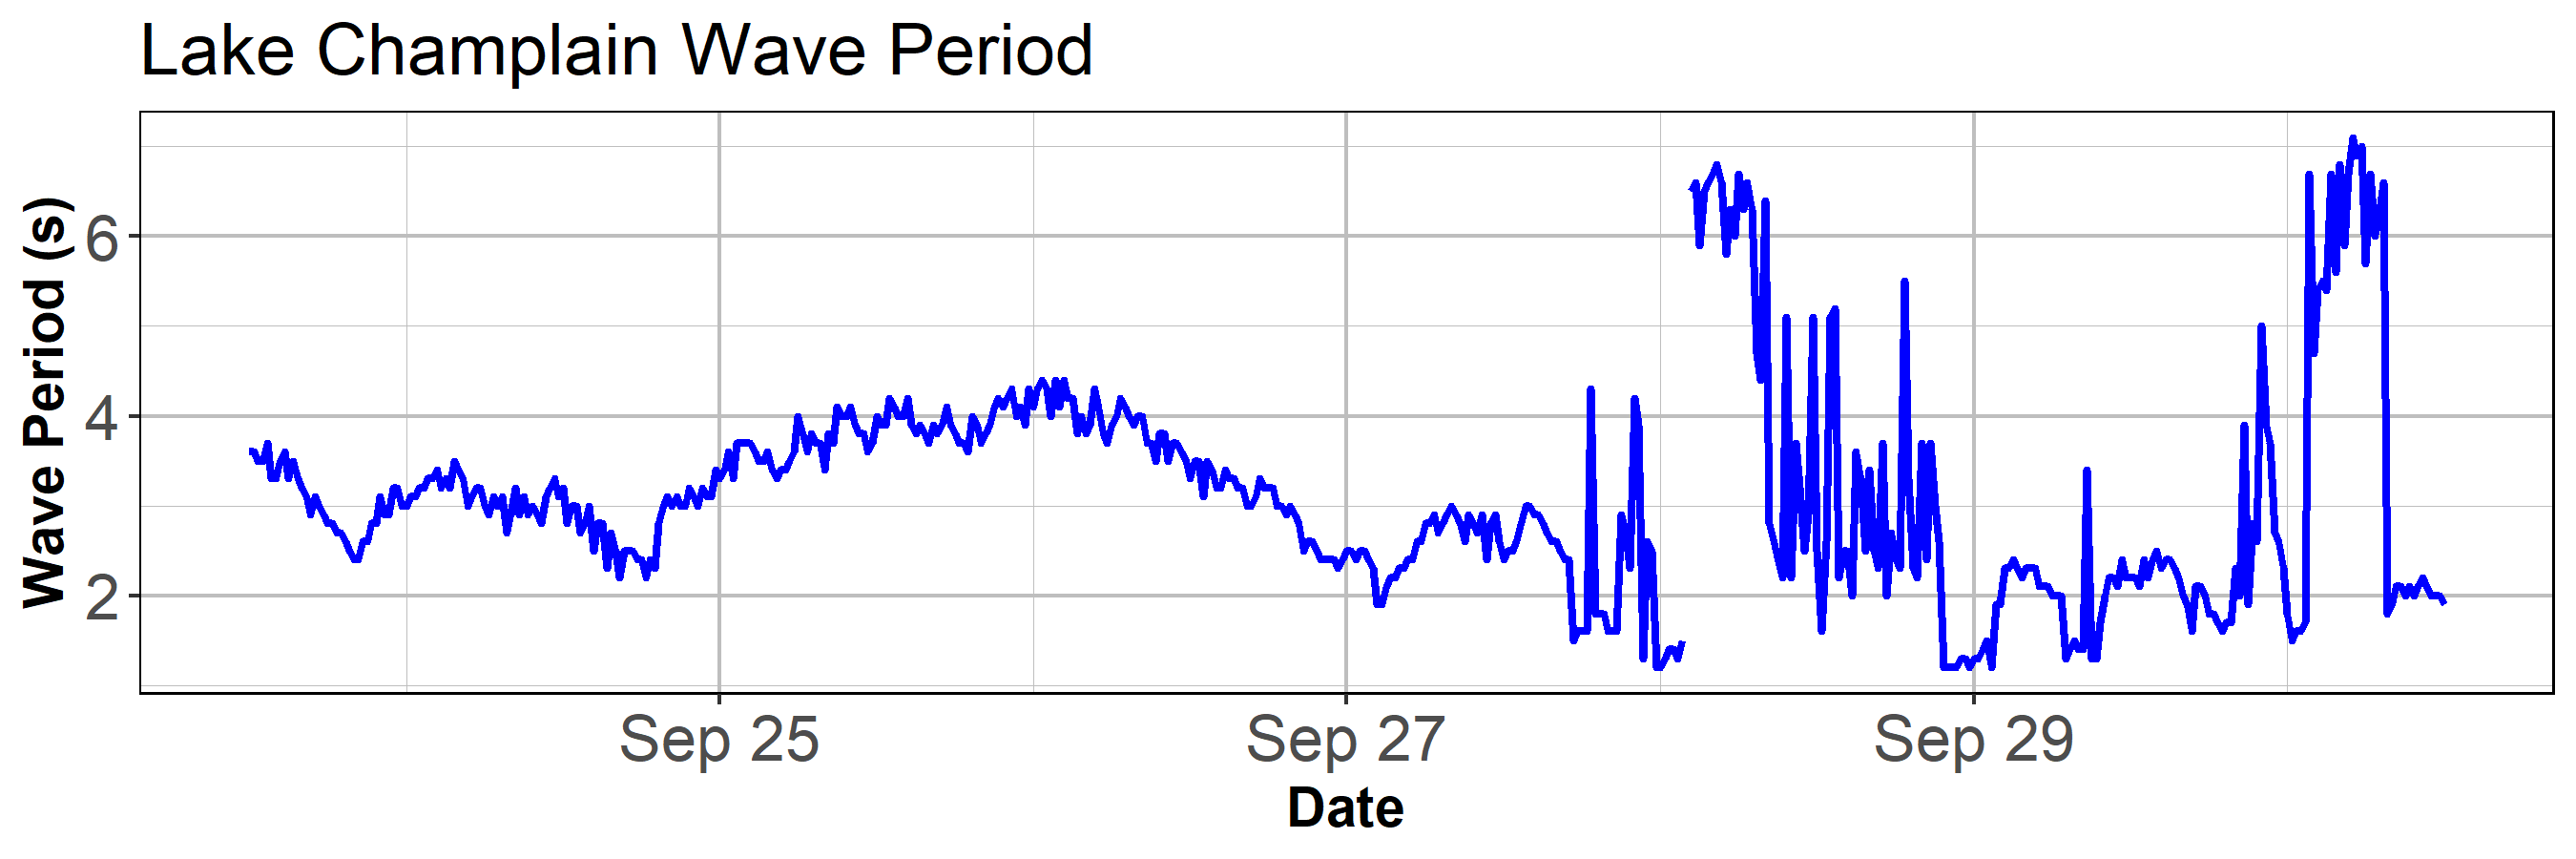 Lake Champlain Wave Period
Wave Period (s)
6
4
2
Sep 25
Sep 27
Sep 29
Date